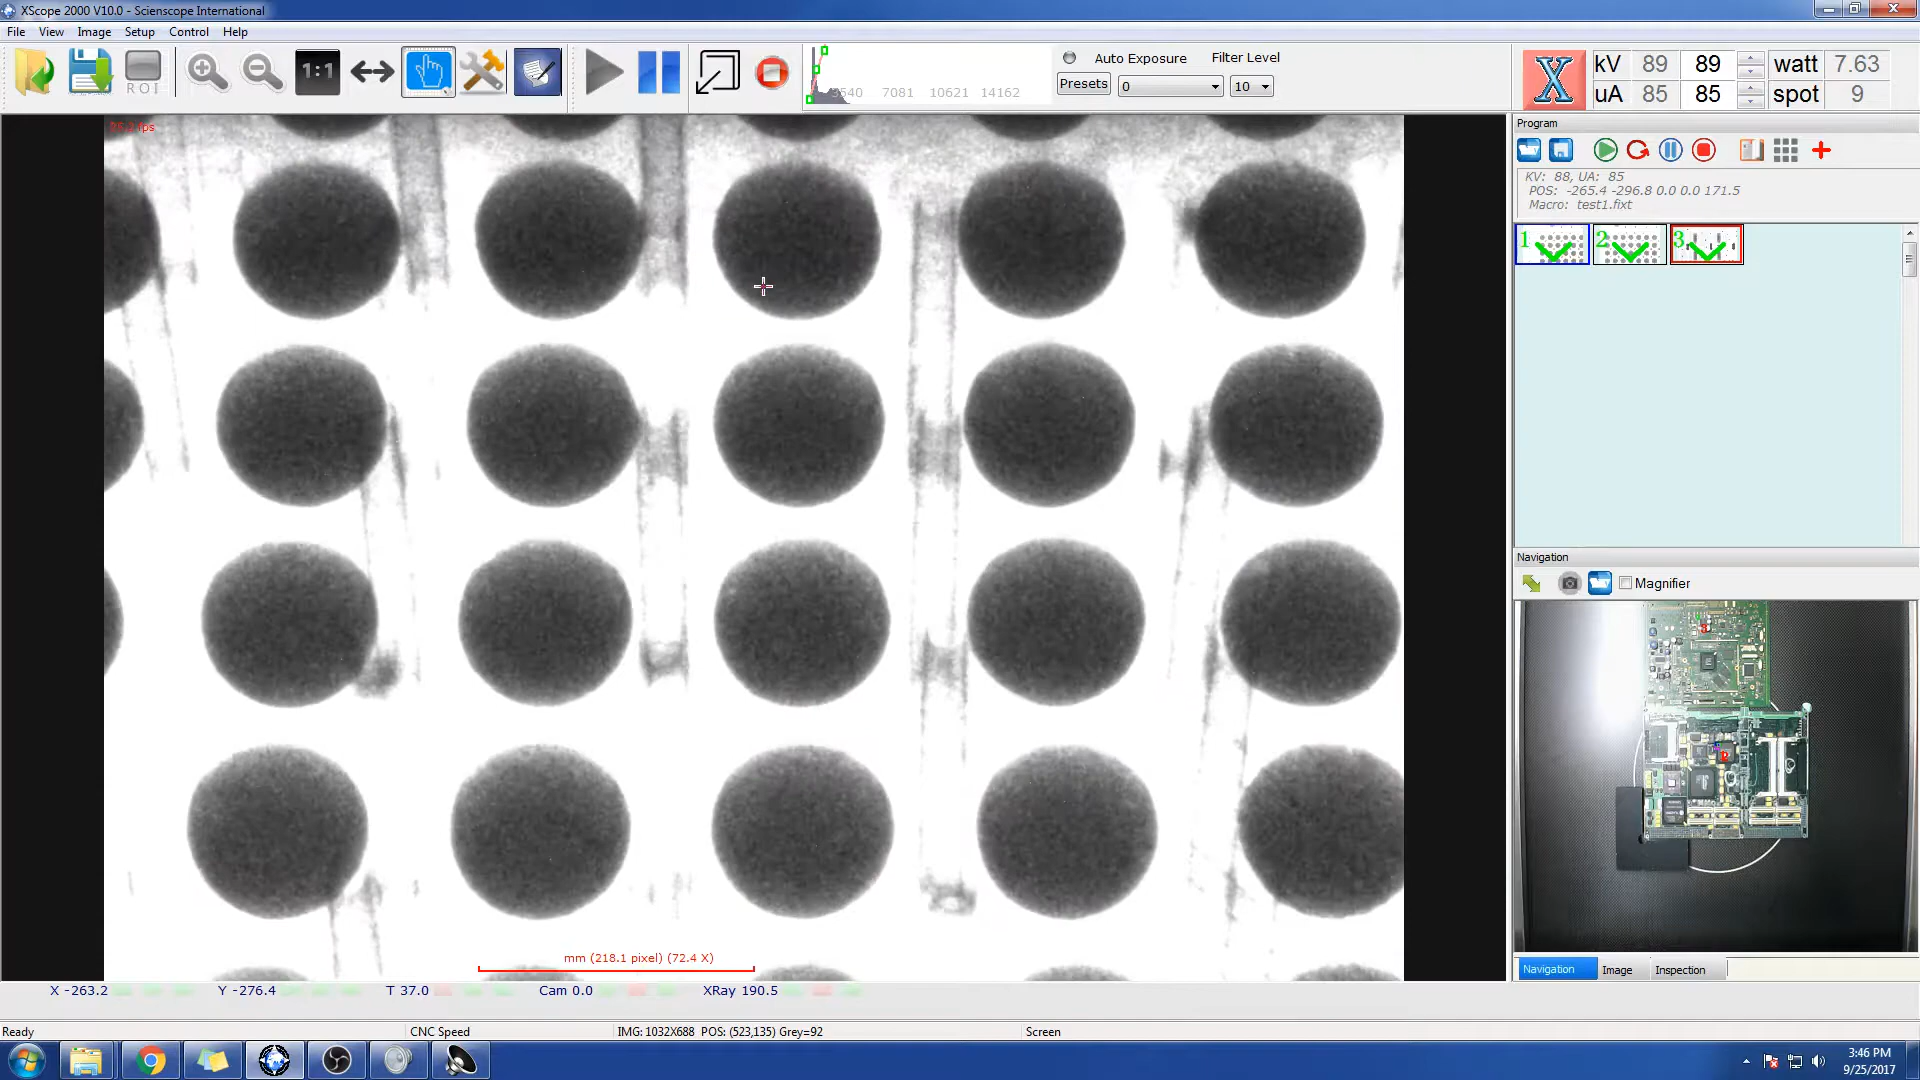 XScope 2000 V10.0 - Scienscope International
File View Image Setup Control Help
ROI
1:1
3540 7081 10621 14162
Auto Exposure Filter Level
Presets 0 10
X
kV 89 89 watt 7.63
uA 85 85 spot 9
Program
KV: 88, UA: 85
POS: -265.4 -296.8 0.0 0.0 171.5
Macro: test1.fixt
1 2 3
Navigation
Magnifier
mm (218.1 pixel) (72.4 X)
Navigation Image Inspection
X -263.2 Y -276.4 T 37.0 Cam 0.0 XRay 190.5
Ready CNC Speed IMG: 1032X688 POS: (523,135) Grey=92 Screen
3:46 PM
9/25/2017